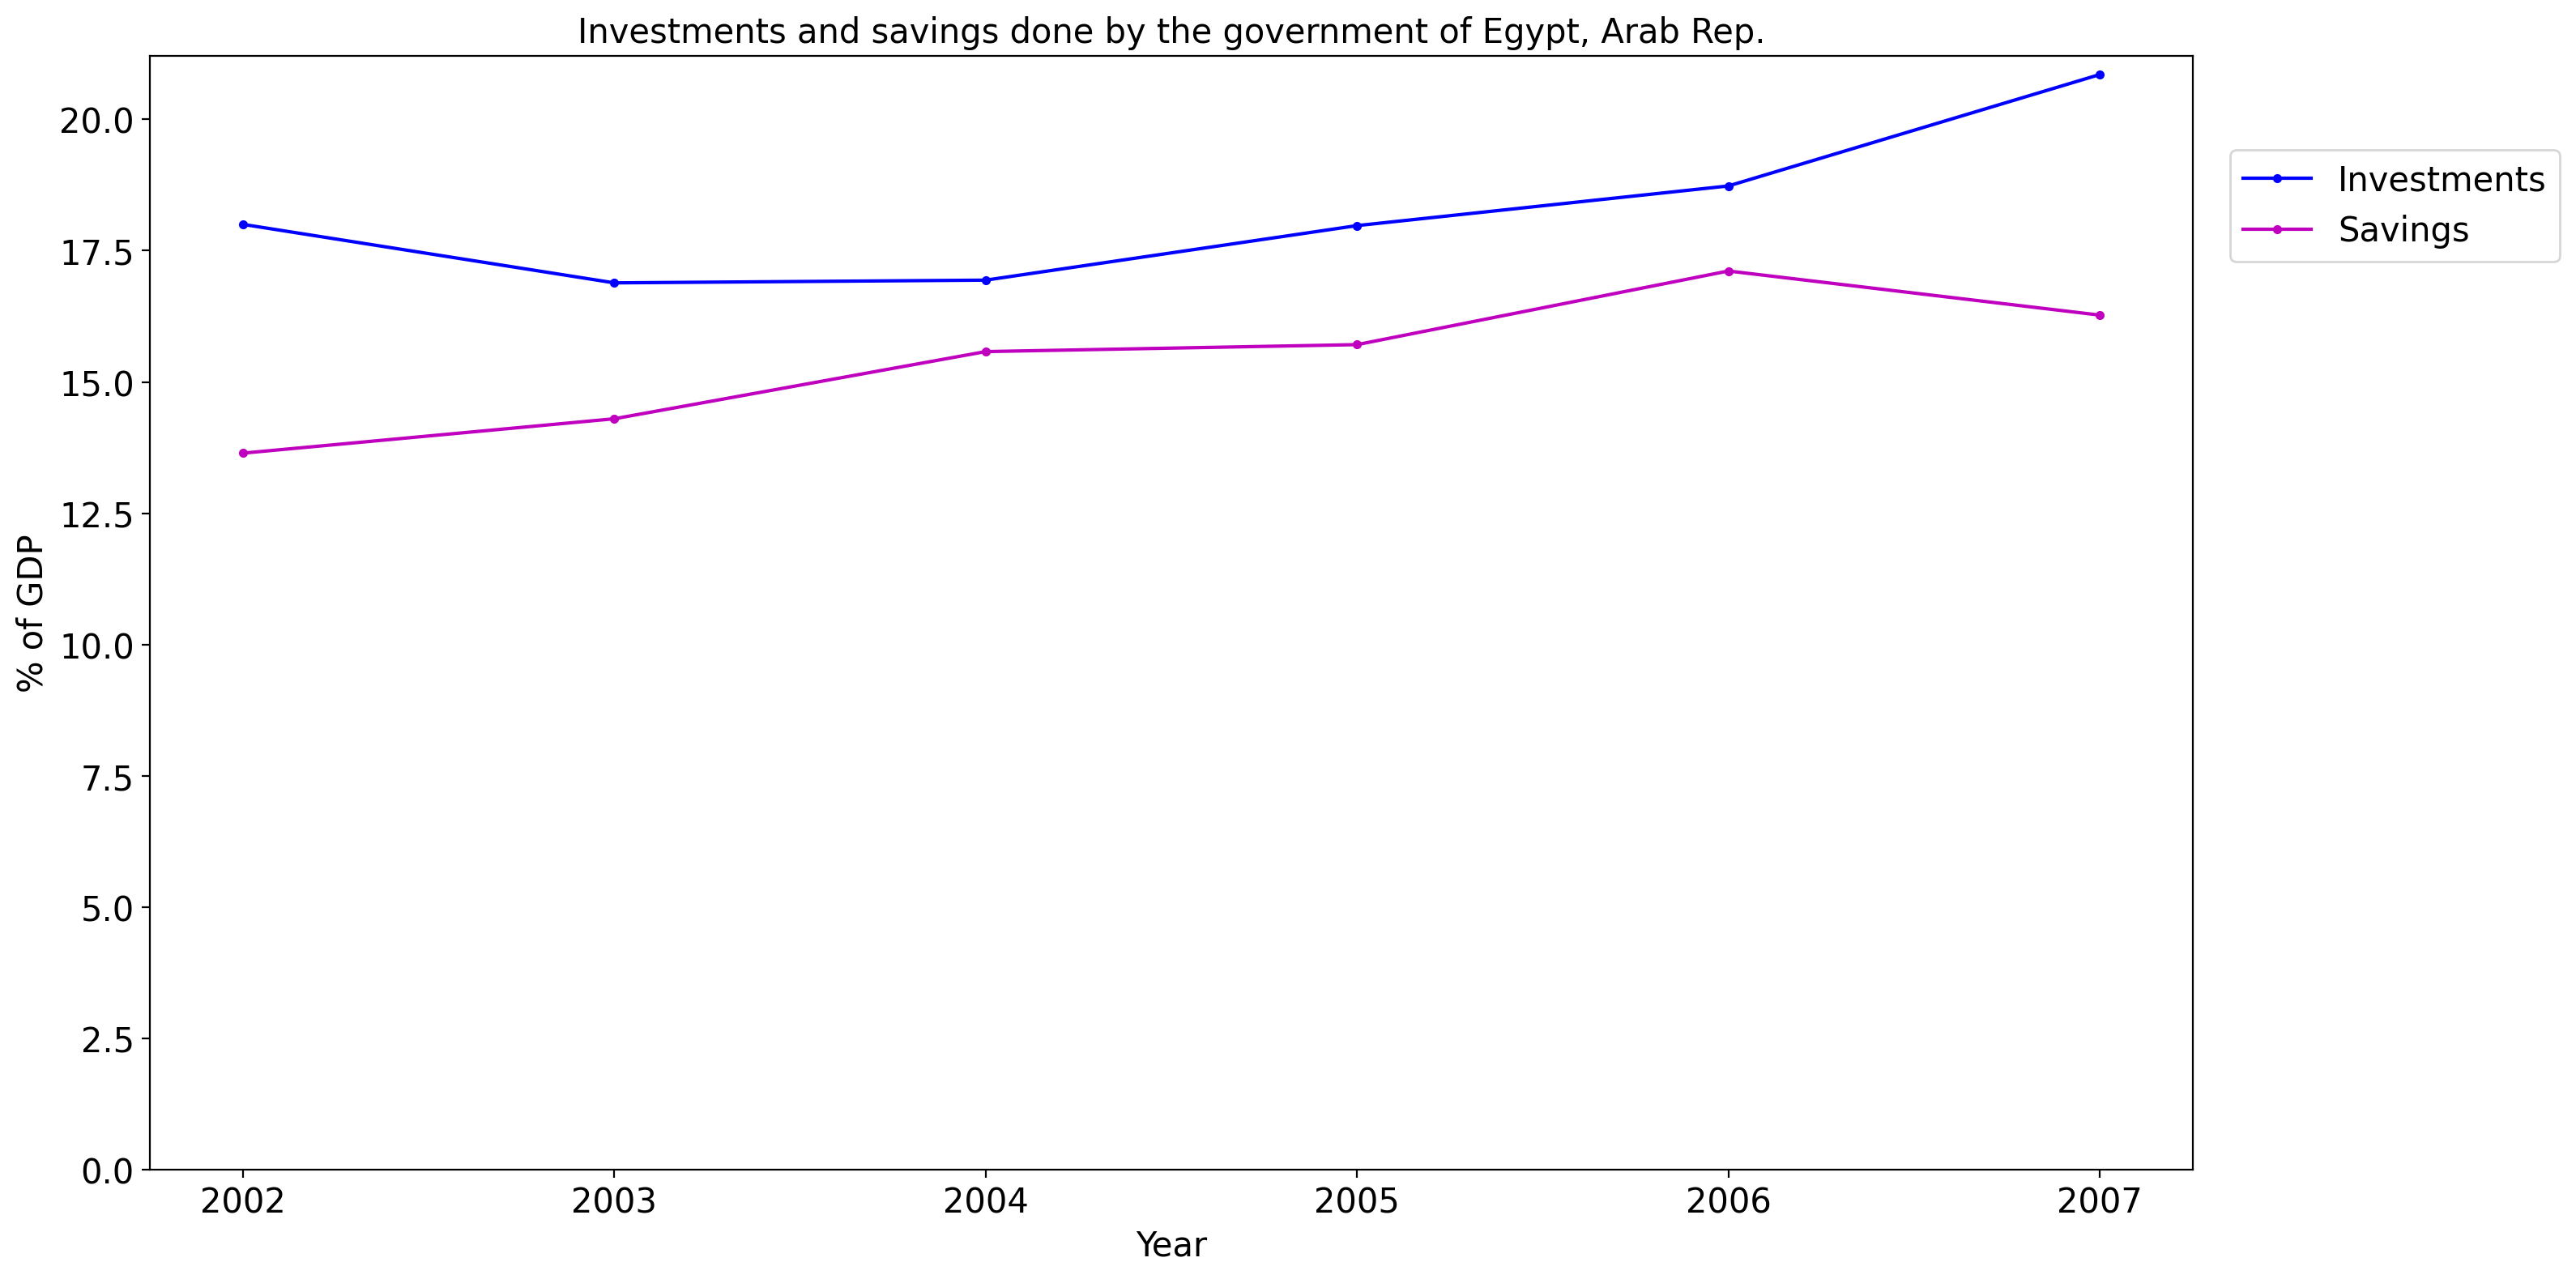 Investments and savings done by the government of Egypt, Arab Rep.
20.0
17.5
15.0
12.5
10.0
7.5
5.0
2.5
0.0
% of GDP
2002 2003 2004 2005 2006 2007
Year
Investments
Savings